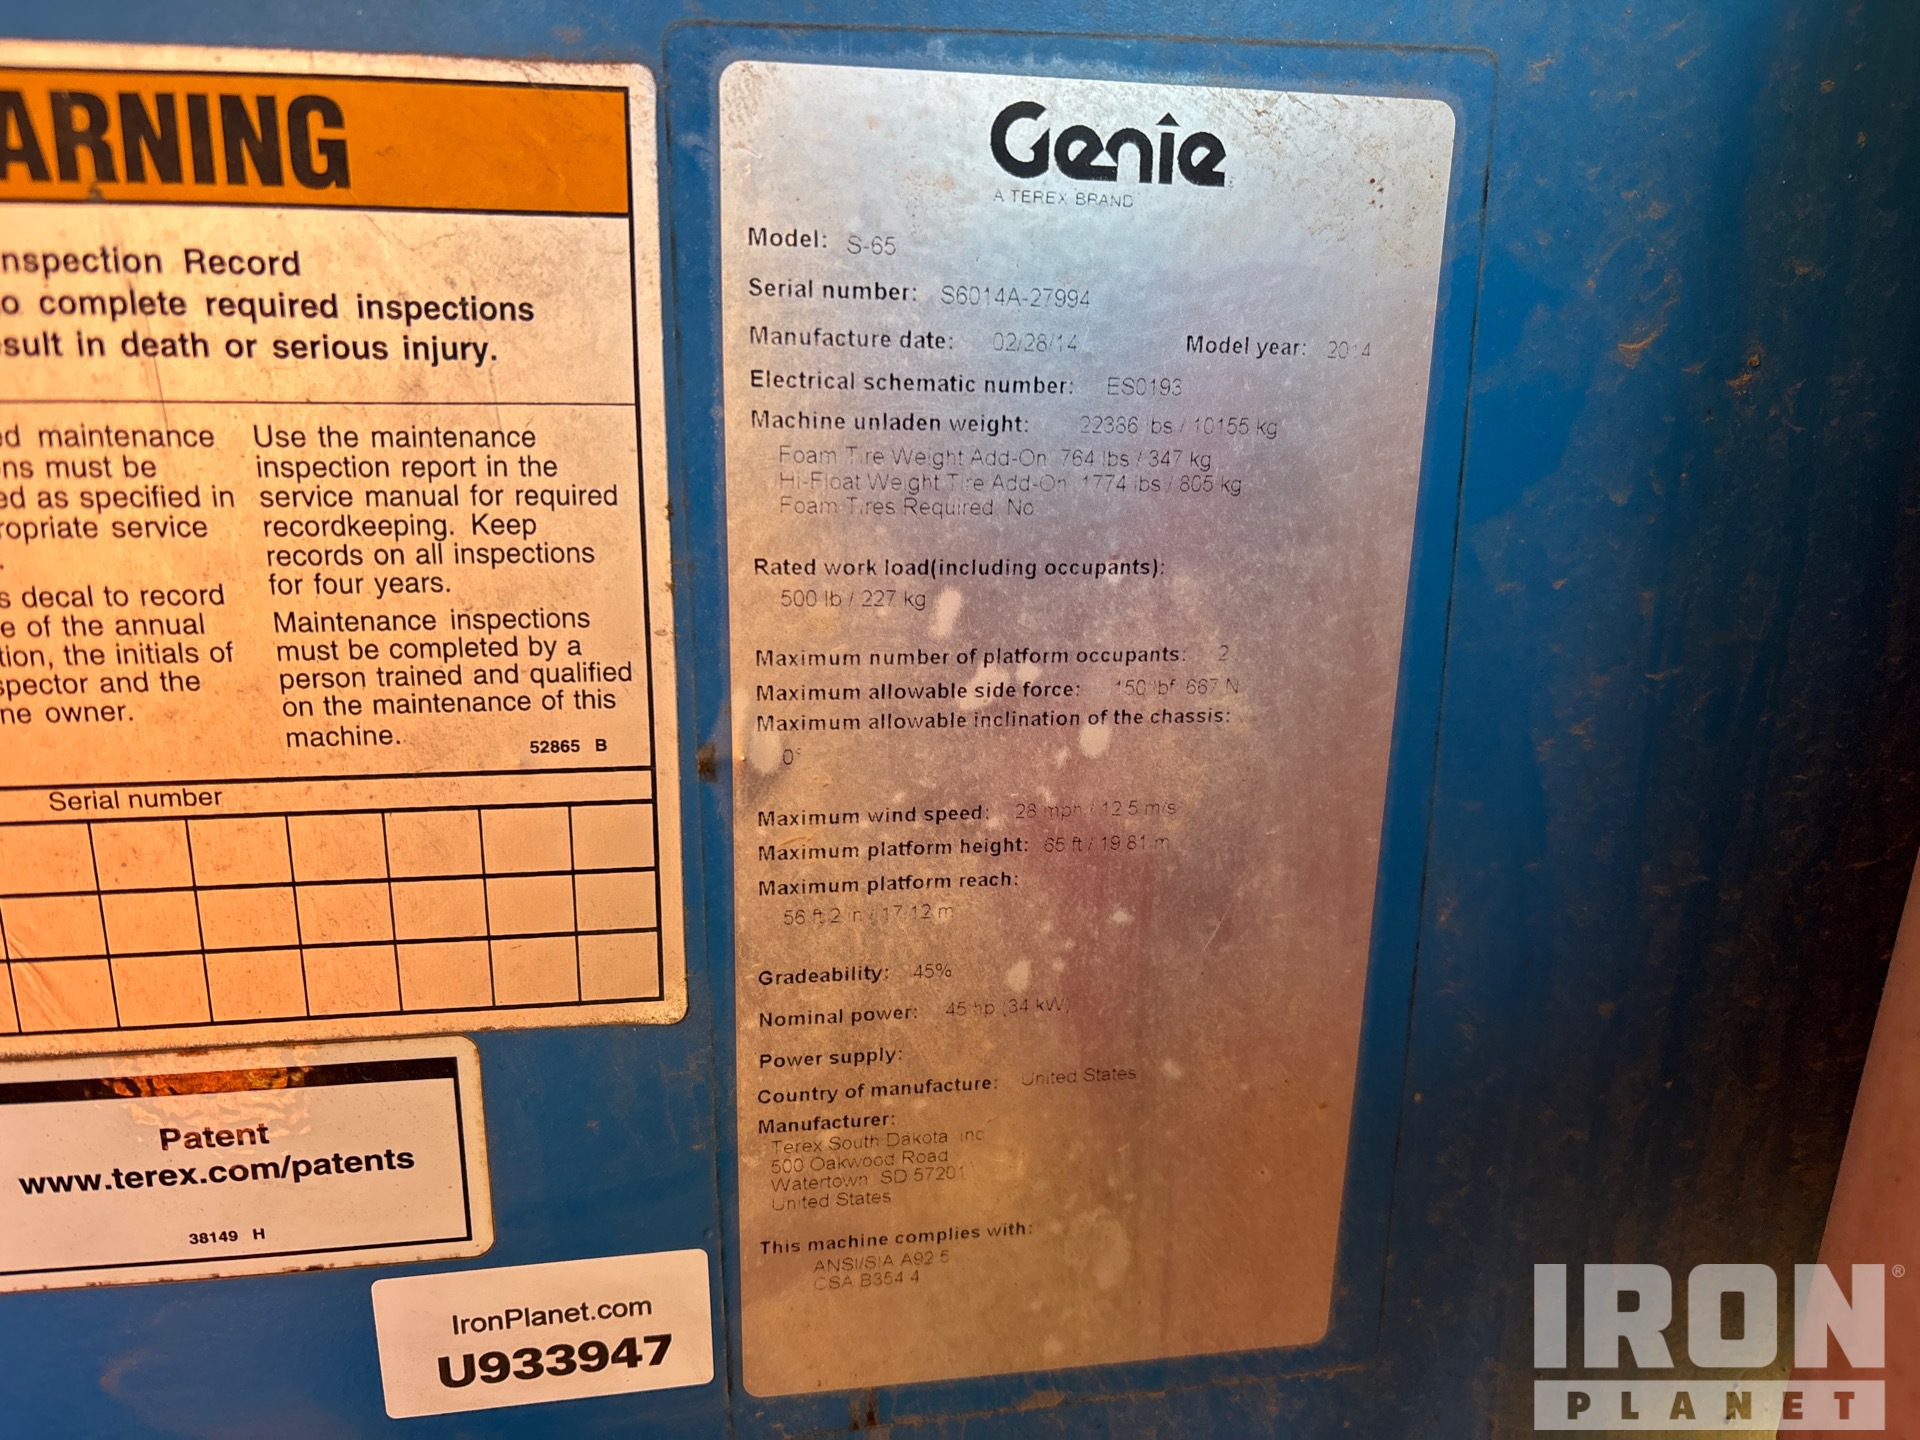 ARNING
nspection Record
o complete required inspections
sult in death or serious injury.
ed maintenance
ns must be
ed as specified in
ropriate service
.
s decal to record
e of the annual
tion, the initials of
spector and the
ne owner.
Use the maintenance
inspection report in the
service manual for required
recordkeeping. Keep
records on all inspections
for four years.
Maintenance inspections
must be completed by a
person trained and qualified
on the maintenance of this
machine.
52865 B
Serial number
Patent
www.terex.com/patents
38149 H
IronPlanet.com
U933947
Genie
A TEREX BRAND
Model: S-65
Serial number: S6014A-27994
Manufacture date: 02/28/14 Model year: 2014
Electrical schematic number: ES0193
Machine unladen weight: 22386 lbs / 10155 kg
Foam Tire Weight Add-On 764 lbs / 347 kg
Hi-Float Weight Tire Add-On 1774 lbs / 805 kg
Foam Tires Required No
Rated work load(including occupants):
500 lb / 227 kg
Maximum number of platform occupants: 2
Maximum allowable side force: 150 lbf 667 N
Maximum allowable inclination of the chassis:
0°
Maximum wind speed: 28 mph / 12.5 m/s
Maximum platform height: 65 ft / 19.81 m
Maximum platform reach:
56 ft 2 in / 17.12 m
Gradeability: 45%
Nominal power: 45 hp (34 kW)
Power supply:
Country of manufacture: United States
Manufacturer:
Terex South Dakota Inc
500 Oakwood Road
Watertown SD 57201
United States
This machine complies with:
ANSI/SIA A92.5
CSA B354.4
IRON
PLANET